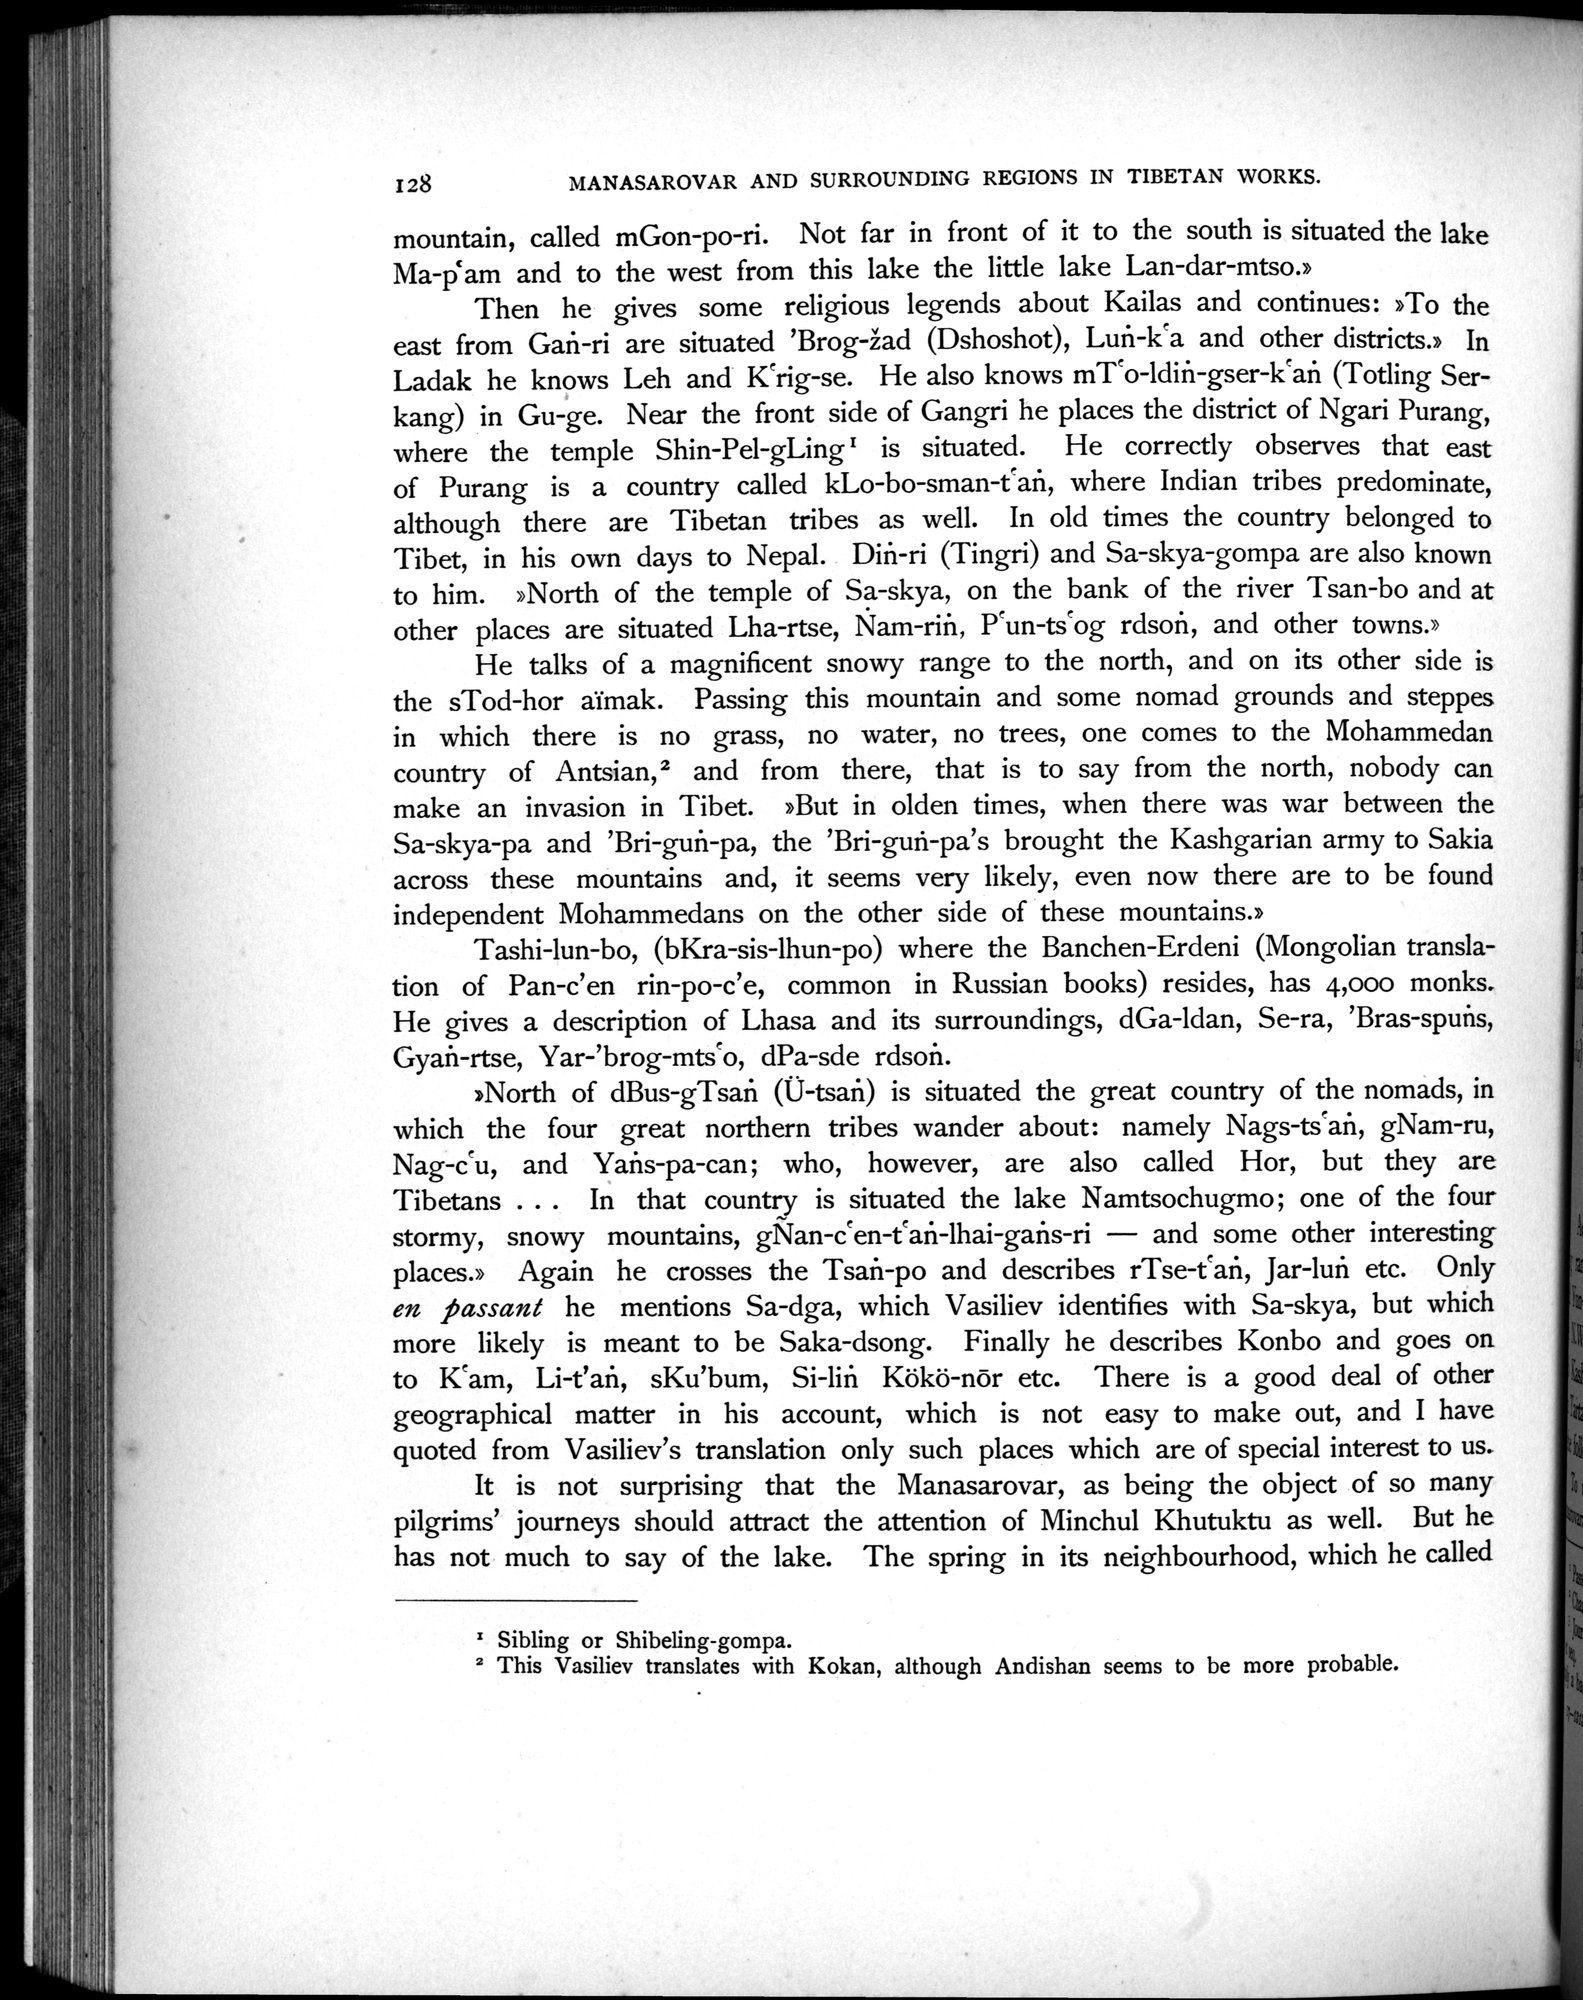 128 MANASAROVAR AND SURROUNDING REGIONS IN TIBETAN WORKS.
mountain, called mGon-po-ri. Not far in front of it to the south is situated the lake
Ma-pʿam and to the west from this lake the little lake Lan-dar-mtso.»
Then he gives some religious legends about Kailas and continues: »To the
east from Gaṅ-ri are situated ’Brog-žad (Dshoshot), Luṅ-kʿa and other districts.» In
Ladak he knows Leh and Kʿrig-se. He also knows mTʿo-ldiṅ-gser-kʿaṅ (Totling Ser-
kang) in Gu-ge. Near the front side of Gangri he places the district of Ngari Purang,
where the temple Shin-Pel-gLing¹ is situated. He correctly observes that east
of Purang is a country called kLo-bo-sman-tʿaṅ, where Indian tribes predominate,
although there are Tibetan tribes as well. In old times the country belonged to
Tibet, in his own days to Nepal. Diṅ-ri (Tingri) and Sa-skya-gompa are also known
to him. »North of the temple of Sa-skya, on the bank of the river Tsan-bo and at
other places are situated Lha-rtse, Ṅam-riṅ, Pʿun-tsʿog rdsoṅ, and other towns.»
He talks of a magnificent snowy range to the north, and on its other side is
the sTod-hor aïmak. Passing this mountain and some nomad grounds and steppes
in which there is no grass, no water, no trees, one comes to the Mohammedan
country of Antsian,² and from there, that is to say from the north, nobody can
make an invasion in Tibet. »But in olden times, when there was war between the
Sa-skya-pa and ’Bri-guṅ-pa, the ’Bri-guṅ-pa’s brought the Kashgarian army to Sakia
across these mountains and, it seems very likely, even now there are to be found
independent Mohammedans on the other side of these mountains.»
Tashi-lun-bo, (bKra-sis-lhun-po) where the Banchen-Erdeni (Mongolian transla-
tion of Pan-c’en rin-po-c’e, common in Russian books) resides, has 4,000 monks.
He gives a description of Lhasa and its surroundings, dGa-ldan, Se-ra, ’Bras-spuṅs,
Gyaṅ-rtse, Yar-’brog-mtsʿo, dPa-sde rdsoṅ.
»North of dBus-gTsaṅ (Ü-tsaṅ) is situated the great country of the nomads, in
which the four great northern tribes wander about: namely Nags-tsʿaṅ, gNam-ru,
Nag-cʿu, and Yaṅs-pa-can; who, however, are also called Hor, but they are
Tibetans . . . In that country is situated the lake Namtsochugmo; one of the four
stormy, snowy mountains, gÑan-cʿen-tʿaṅ-lhai-gaṅs-ri — and some other interesting
places.» Again he crosses the Tsaṅ-po and describes rTse-tʿaṅ, Jar-luṅ etc. Only
en passant he mentions Sa-dga, which Vasiliev identifies with Sa-skya, but which
more likely is meant to be Saka-dsong. Finally he describes Konbo and goes on
to Kʿam, Li-t’aṅ, sKu’bum, Si-liṅ Kökö-nōr etc. There is a good deal of other
geographical matter in his account, which is not easy to make out, and I have
quoted from Vasiliev’s translation only such places which are of special interest to us.
It is not surprising that the Manasarovar, as being the object of so many
pilgrims’ journeys should attract the attention of Minchul Khutuktu as well. But he
has not much to say of the lake. The spring in its neighbourhood, which he called
¹ Sibling or Shibeling-gompa.
² This Vasiliev translates with Kokan, although Andishan seems to be more probable.